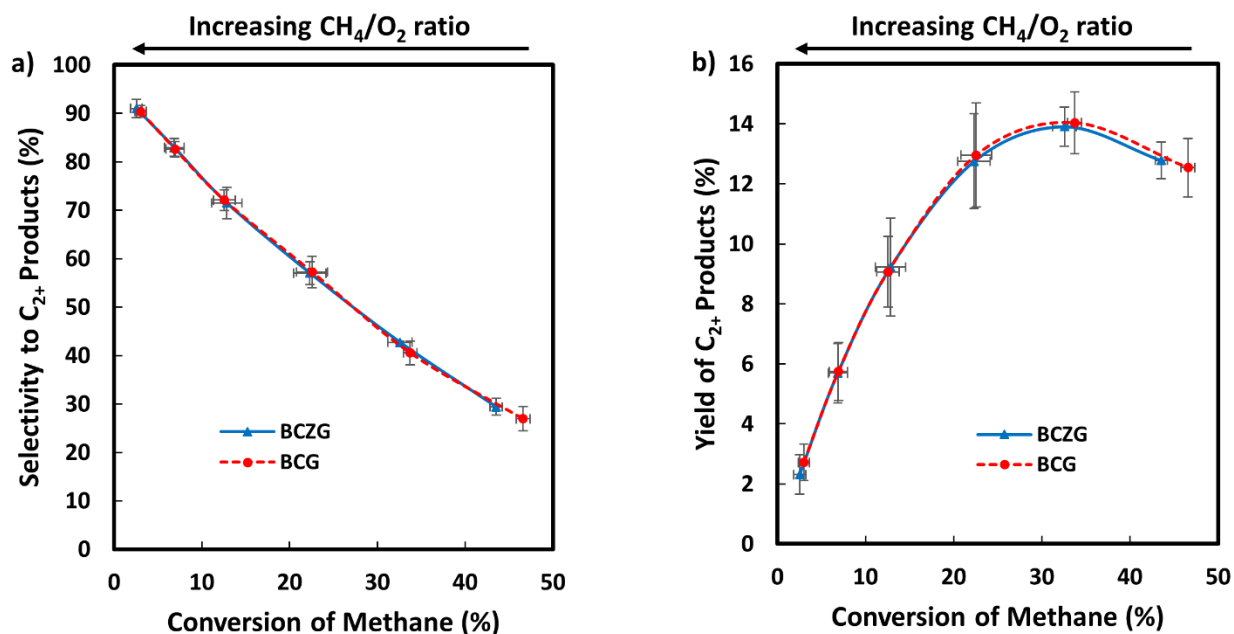 Increasing CH₄/O₂ ratio
a)
100
90
80
70
60
50
40
30
20
10
0
Selectivity to C₂₊ Products (%)
BCZG
BCG
0 10 20 30 40 50
Conversion of Methane (%)
Increasing CH₄/O₂ ratio
b)
16
14
12
10
8
6
4
2
0
Yield of C₂₊ Products (%)
BCZG
BCG
0 10 20 30 40 50
Conversion of Methane (%)